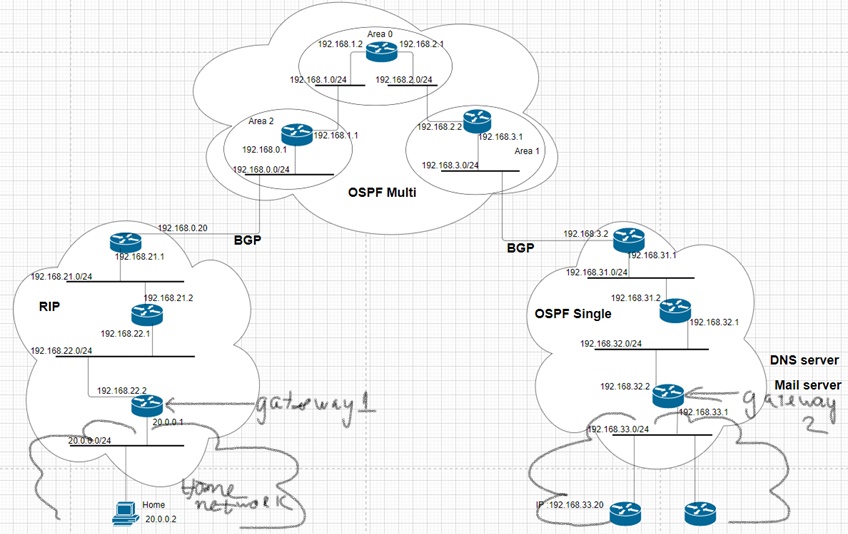 Area 0
192.168.1.2
192.168.2.1
192.168.1.0/24
192.168.2.0/24
Area 2
192.168.1.1
192.168.0.1
192.168.0.0/24
192.168.2.2
192.168.3.1
Area 1
192.168.3.0/24
OSPF Multi
192.168.0.20
BGP
192.168.21.1
192.168.21.0/24
RIP
192.168.21.2
192.168.22.1
192.168.22.0/24
192.168.22.2
gateway 1
20.0.0.1
20.0.0.0/24
Home
network
Home
20.0.0.2
BGP
192.168.3.2
192.168.31.1
192.168.31.0/24
192.168.31.2
OSPF Single
192.168.32.1
192.168.32.0/24
DNS server
Mail server
192.168.32.2
gateway
2
192.168.33.1
192.168.33.0/24
IP :192.168.33.20